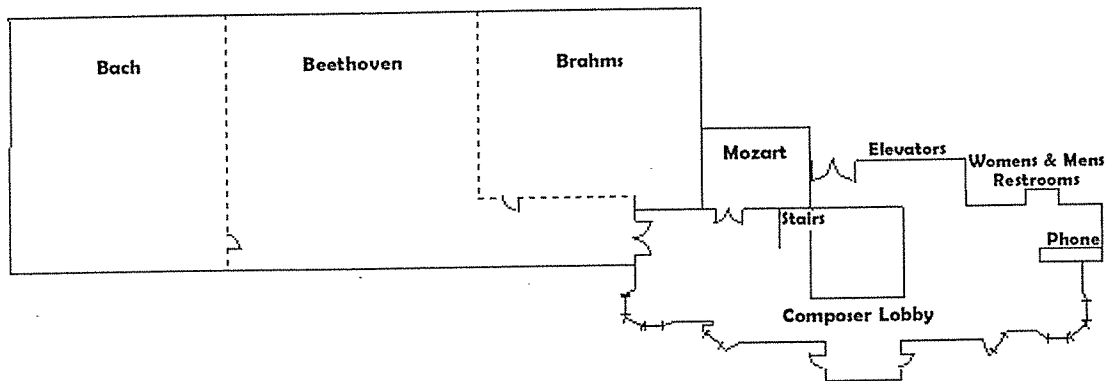 Bach
Beethoven
Brahms
Mozart
Elevators
Womens & Mens
Restrooms
Stairs
Phone
Composer Lobby